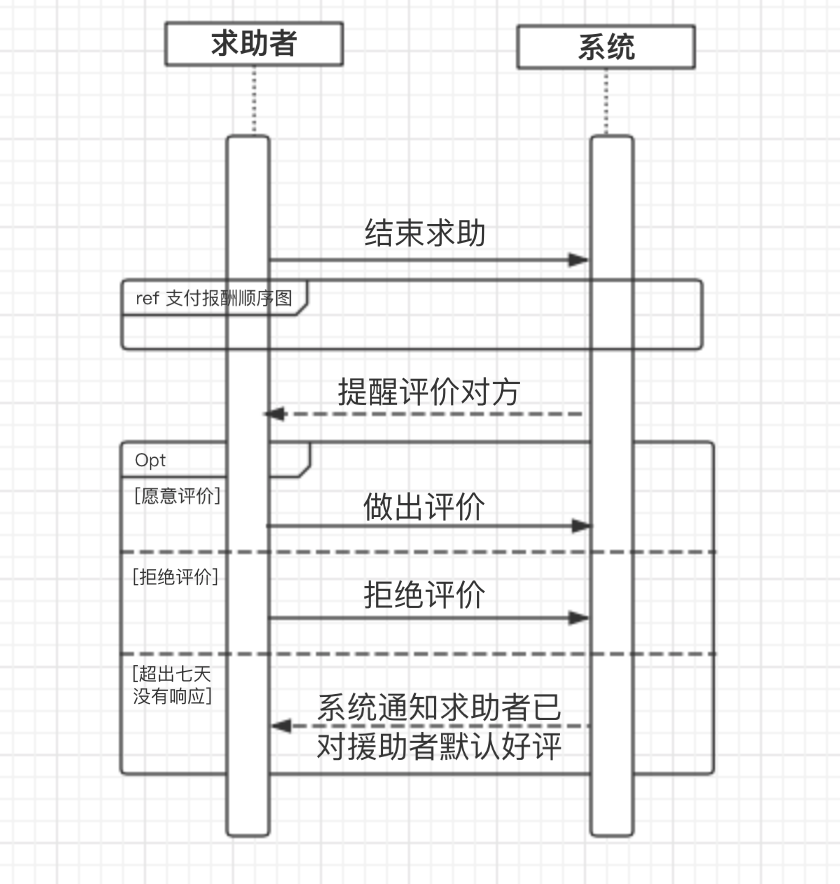 求助者
系统
结束求助
ref 支付报酬顺序图
提醒评价对方
Opt
[愿意评价]
做出评价
[拒绝评价]
拒绝评价
[超出七天
没有响应]
系统通知求助者已
对援助者默认好评